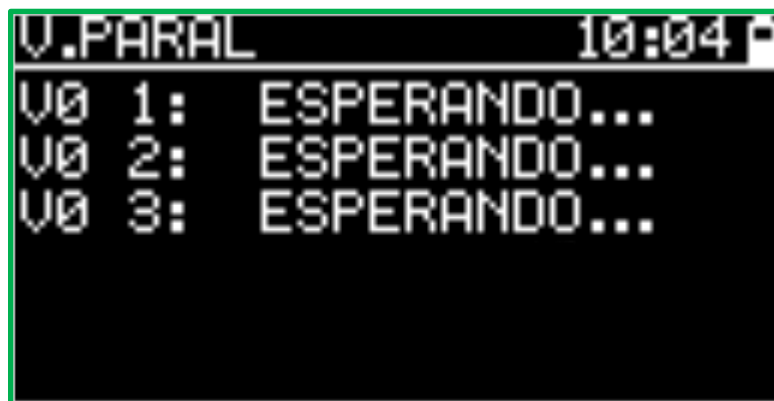 V.PARAL 10:04
V0 1: ESPERANDO...
V0 2: ESPERANDO...
V0 3: ESPERANDO...